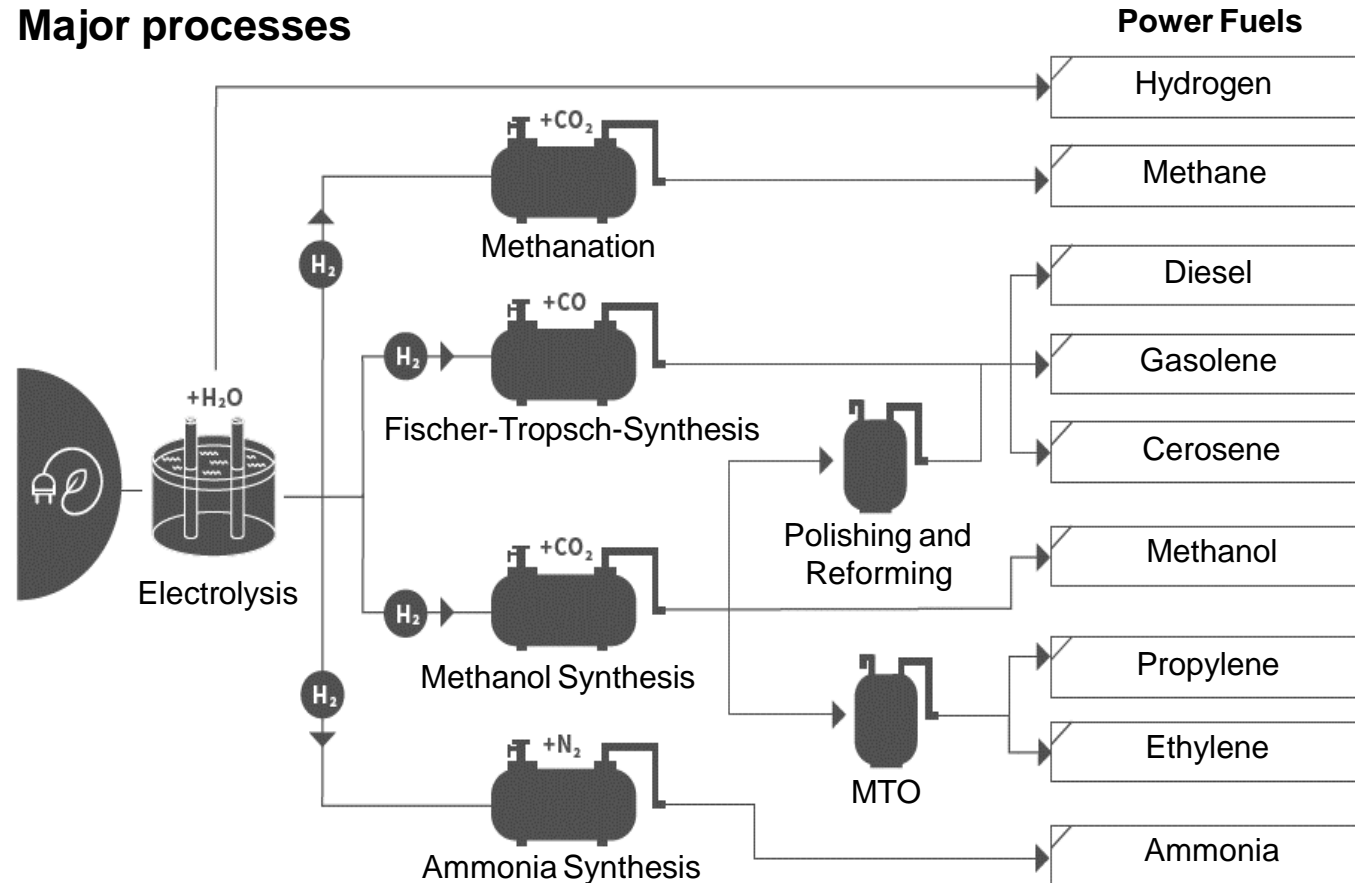 Major processes
Power Fuels
Hydrogen
+CO₂
Methane
Methanation
H₂
Diesel
+CO
H₂
Gasolene
+H₂O
Fischer-Tropsch-Synthesis
Cerosene
Polishing and
Reforming
+CO₂
Methanol
Electrolysis
H₂
Methanol Synthesis
Propylene
H₂
+N₂
Ethylene
MTO
Ammonia Synthesis
Ammonia